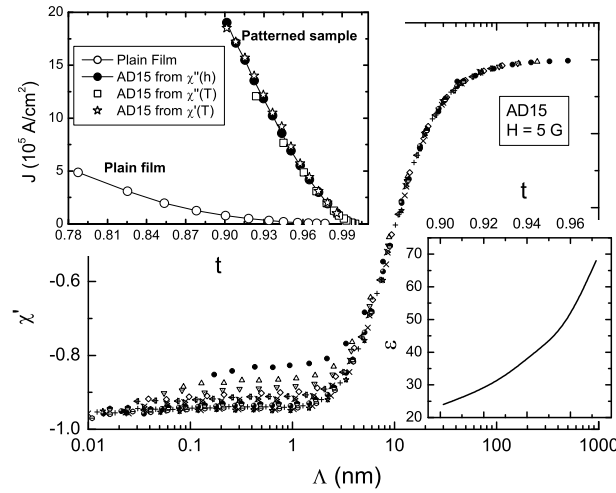 20
15
10
5
0
J (10⁵ A/cm²)
Patterned sample
Plain Film
AD15 from χ''(h)
AD15 from χ''(T)
AD15 from χ'(T)
Plain film
0.78 0.81 0.84 0.87 0.90 0.93 0.96 0.99
t
AD15
H = 5 G
t
0.90 0.92 0.94 0.96
70
60
50
40
30
20
ε
-0.6
-0.8
-1.0
χ'
0.01 0.1 1 10 100 1000
Λ (nm)